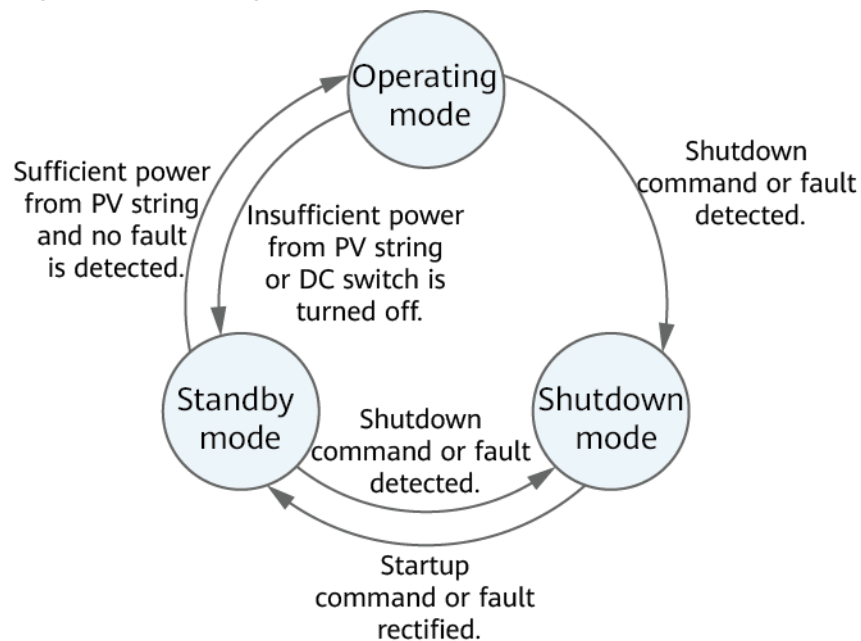 Operating
mode
Sufficient power
from PV string
and no fault
is detected.
Insufficient power
from PV string
or DC switch is
turned off.
Shutdown
command or fault
detected.
Standby
mode
Shutdown
command or fault
detected.
Shutdown
mode
Startup
command or fault
rectified.